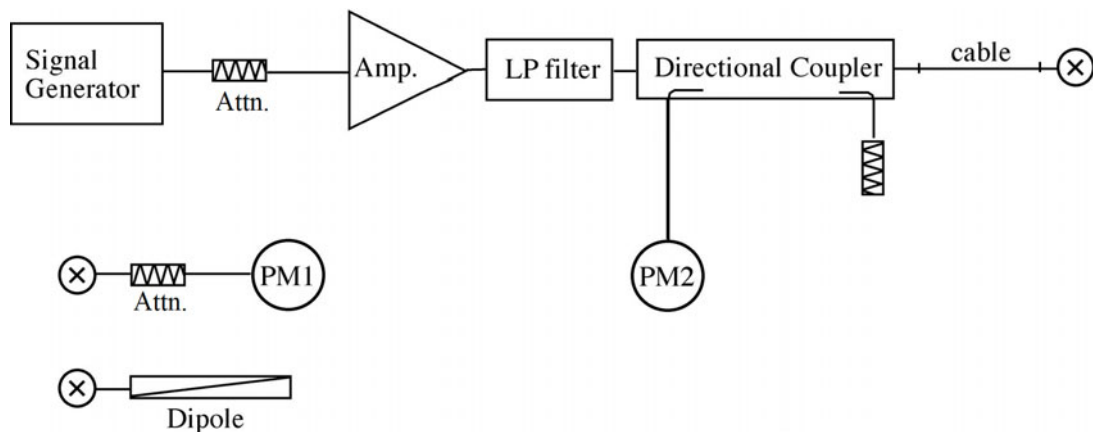 Signal
Generator
Attn.
Amp.
LP filter
Directional Coupler
cable
PM1
Attn.
PM2
Dipole